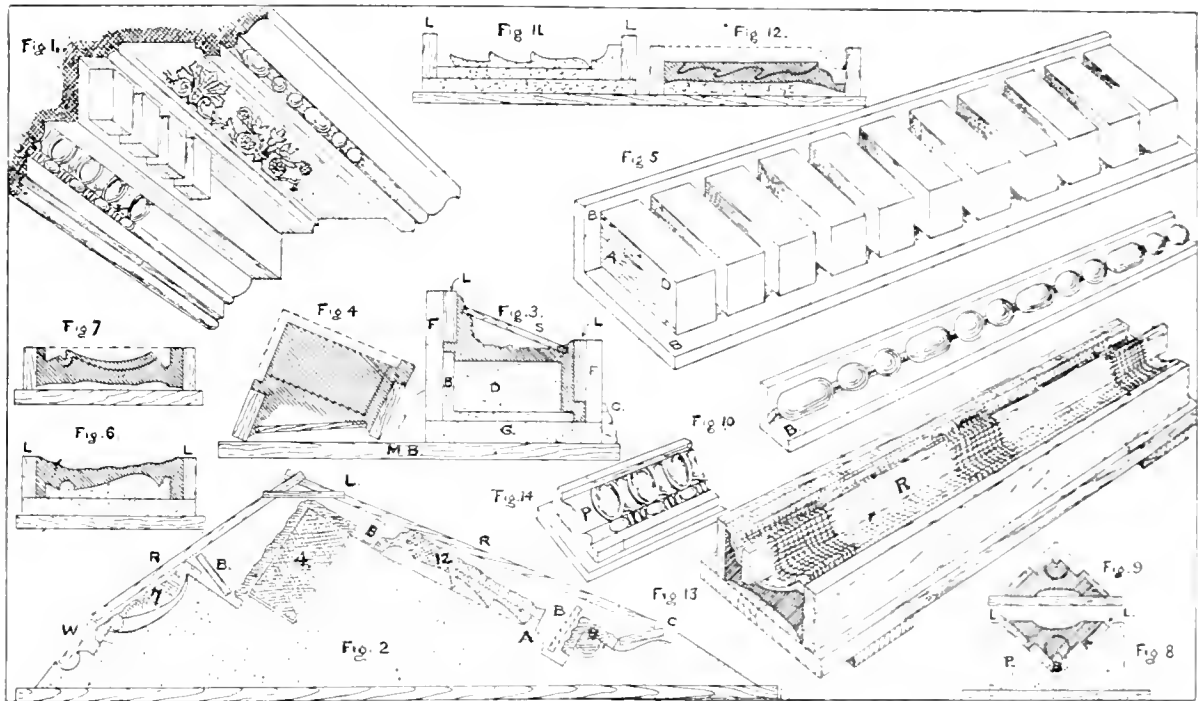 Fig 1.
L Fig 11. L
Fig 12.
Fig 5
B
A
D
B
Fig 7
Fig 4
L
Fig. 3.
S
L
F
B
D
F
G.
G.
M.B.
Fig. 6.
L L
Fig 10
B.
Fig. 14
P
R
F
R
L.
B
R
B.
4
12
7
W
A
B
9
C
Fig. 2
Fig 13
Fig. 9
L.
P.
B
Fig 8